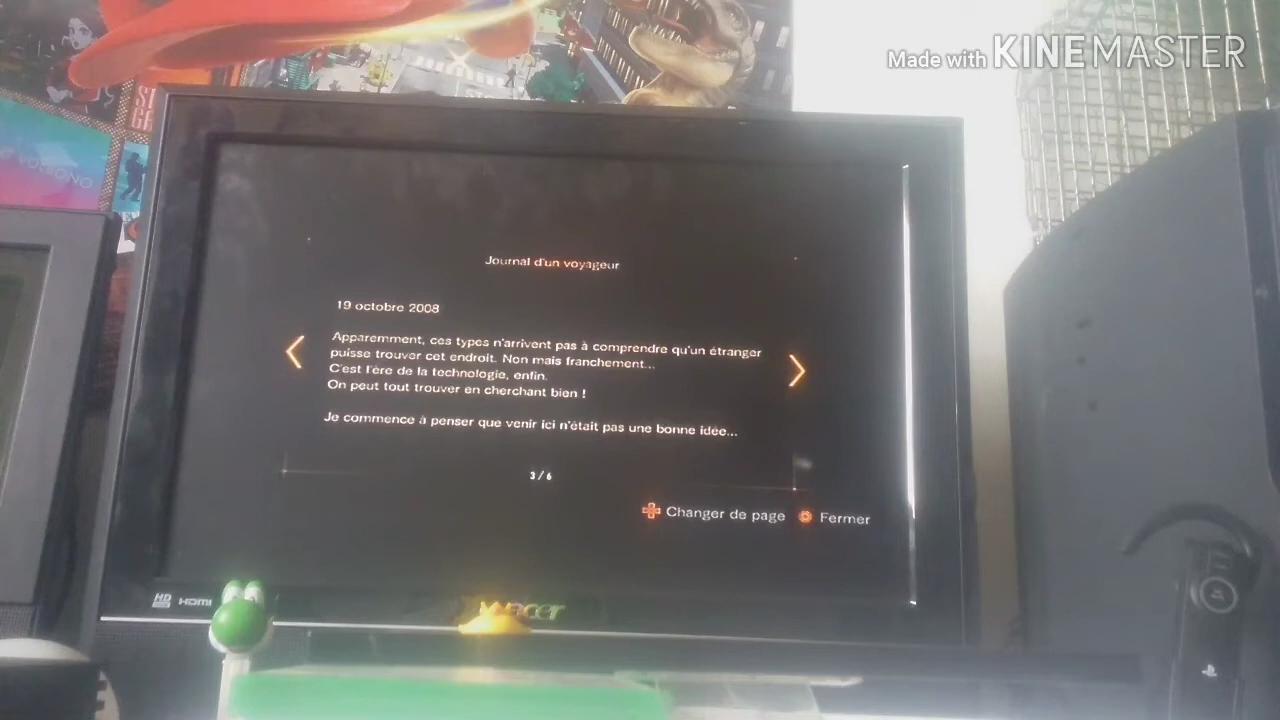 Made with KINEMASTER
Journal d'un voyageur
19 octobre 2008
Apparemment, ces types n'arrivent pas à comprendre qu'un étranger
puisse trouver cet endroit. Non mais franchement...
C'est l'ère de la technologie, enfin.
On peut tout trouver en cherchant bien !
Je commence à penser que venir ici n'était pas une bonne idée...
3/6
Changer de page
Fermer
HD
HDMI
acer